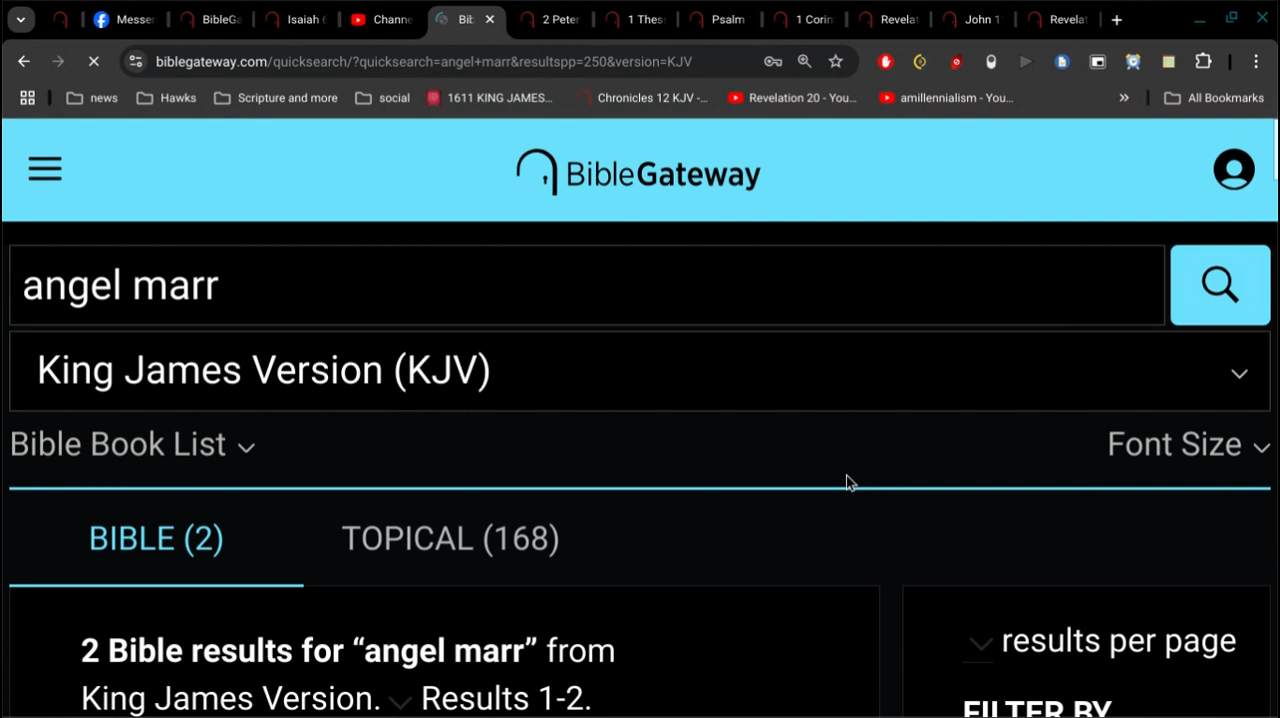 Messer
BibleGa
Isaiah 6
Channe
Bib
2 Peter
1 Thes
Psalm
1 Corin
Revelat
John 1
Revelat
biblegateway.com/quicksearch/?quicksearch=angel+marr&resultspp=250&version=KJV
news
Hawks
Scripture and more
social
1611 KING JAMES...
Chronicles 12 KJV -...
Revelation 20 - You...
amillennialism - You...
All Bookmarks
BibleGateway
angel marr
King James Version (KJV)
Bible Book List
Font Size
BIBLE (2)
TOPICAL (168)
2 Bible results for “angel marr” from
King James Version. Results 1-2.
results per page
FILTER BY